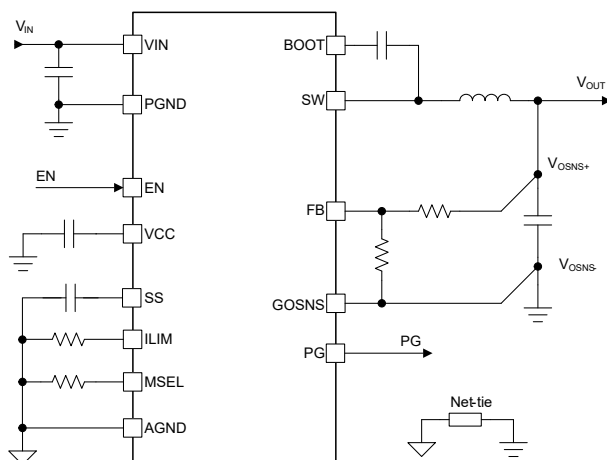 VIN
VIN
PGND
EN
EN
VCC
SS
ILIM
MSEL
AGND
BOOT
SW
FB
GOSNS
PG
PG
VOUT
VOSNS+
VOSNS-
Net-tie